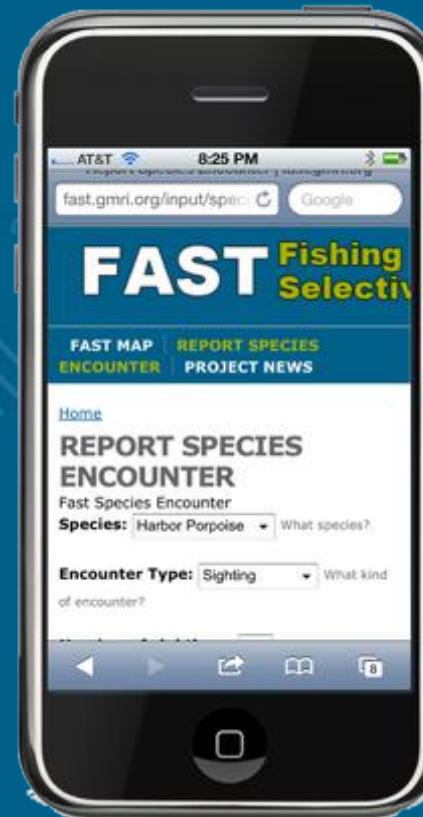 AT&T 8:25 PM
fast.gmri.org/input/speci Google
FAST Fishing
Selectiv
FAST MAP REPORT SPECIES
ENCOUNTER PROJECT NEWS
Home
REPORT SPECIES
ENCOUNTER
Fast Species Encounter
Species: Harbor Porpoise What species?
Encounter Type: Sighting What kind
of encounter?
8